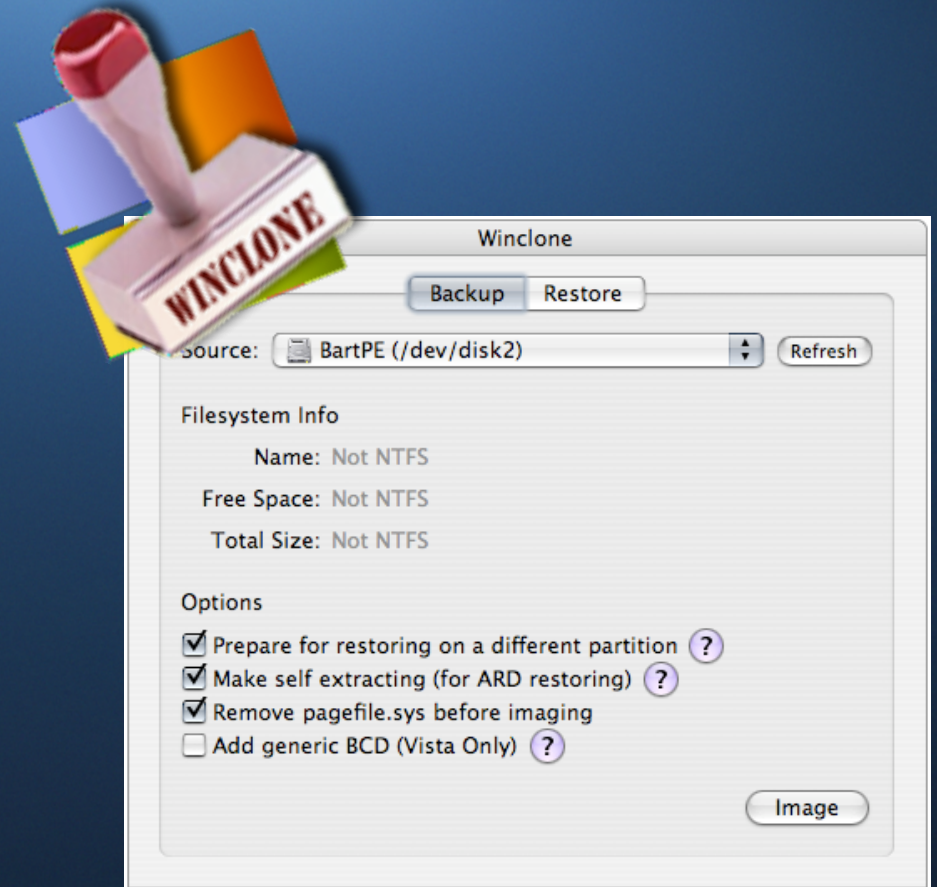 WINCLONE
Winclone
Backup Restore
Source: BartPE (/dev/disk2) Refresh
Filesystem Info
Name: Not NTFS
Free Space: Not NTFS
Total Size: Not NTFS
Options
Prepare for restoring on a different partition ?
Make self extracting (for ARD restoring) ?
Remove pagefile.sys before imaging
Add generic BCD (Vista Only) ?
Image